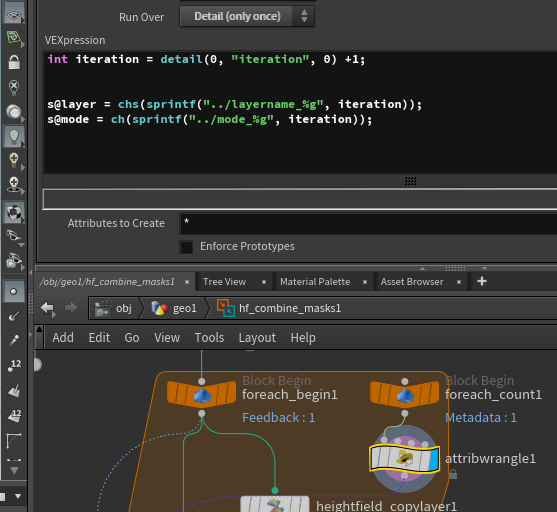 Run Over Detail (only once)
VEXpression
int iteration = detail(0, "iteration", 0) +1;
s@layer = chs(sprintf("../layername_%g", iteration));
s@mode = ch(sprintf("../mode_%g", iteration));
Attributes to Create *
Enforce Prototypes
/obj/geo1/hf_combine_masks1 × Tree View × Material Palette × Asset Browser × +
obj geo1 hf_combine_masks1
Add Edit Go View Tools Layout Help
Block Begin Block Begin
foreach_begin1 foreach_count1
Feedback : 1 Metadata : 1
12
12
attribwrangle1
heightfield_copylayer1